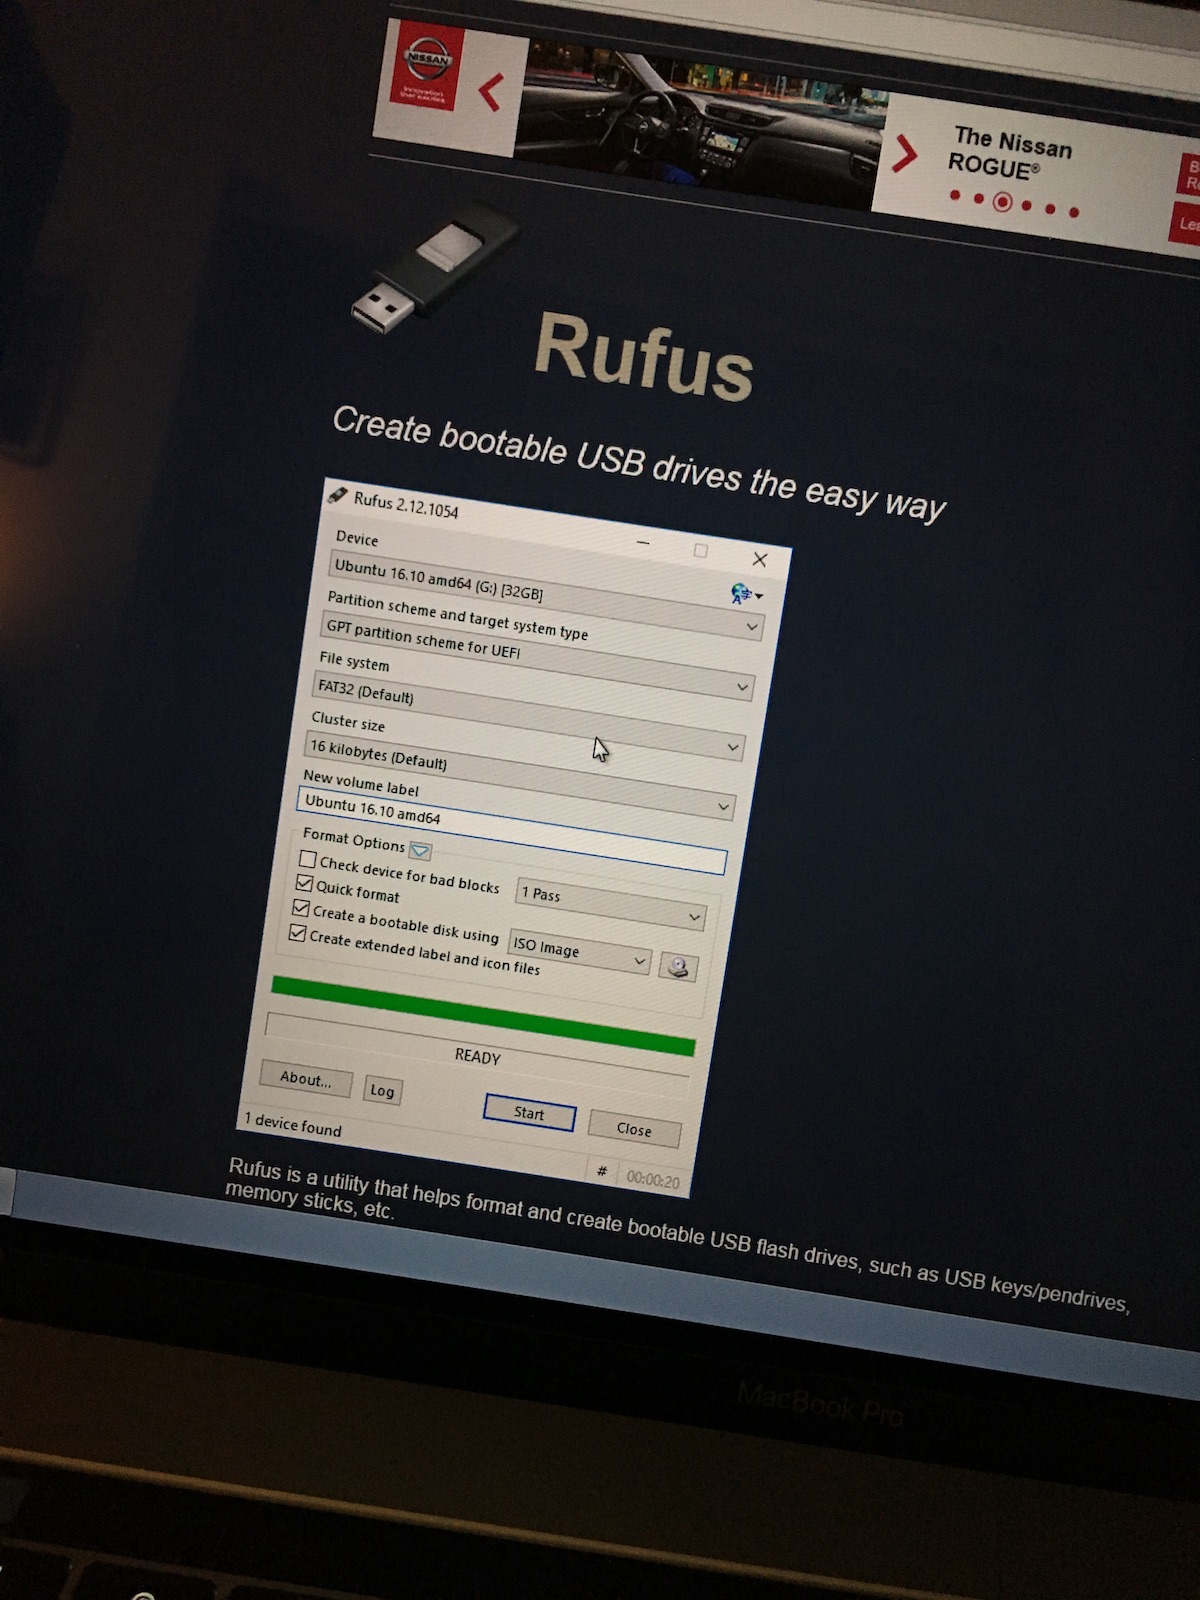 NISSAN
Innovation
that excites
The Nissan
ROGUE®
Rufus
Create bootable USB drives the easy way
Rufus 2.12.1054
Device
Ubuntu 16.10 amd64 (G:) [32GB]
Partition scheme and target system type
GPT partition scheme for UEFI
File system
FAT32 (Default)
Cluster size
16 kilobytes (Default)
New volume label
Ubuntu 16.10 amd64
Format Options
Check device for bad blocks 1 Pass
Quick format
Create a bootable disk using ISO Image
Create extended label and icon files
READY
About... Log Start Close
1 device found # 00:00:20
Rufus is a utility that helps format and create bootable USB flash drives, such as USB keys/pendrives,
memory sticks, etc.
MacBook Pro